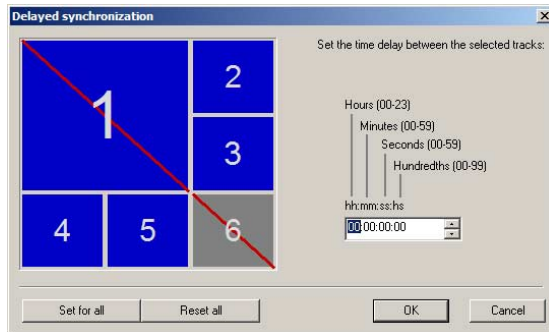 Delayed synchronization
1
2
3
4
5
6
Set the time delay between the selected tracks:
Hours (00-23)
Minutes (00-59)
Seconds (00-59)
Hundredths (00-99)
hh:mm:ss:hs
00:00:00:00
Set for all
Reset all
OK
Cancel